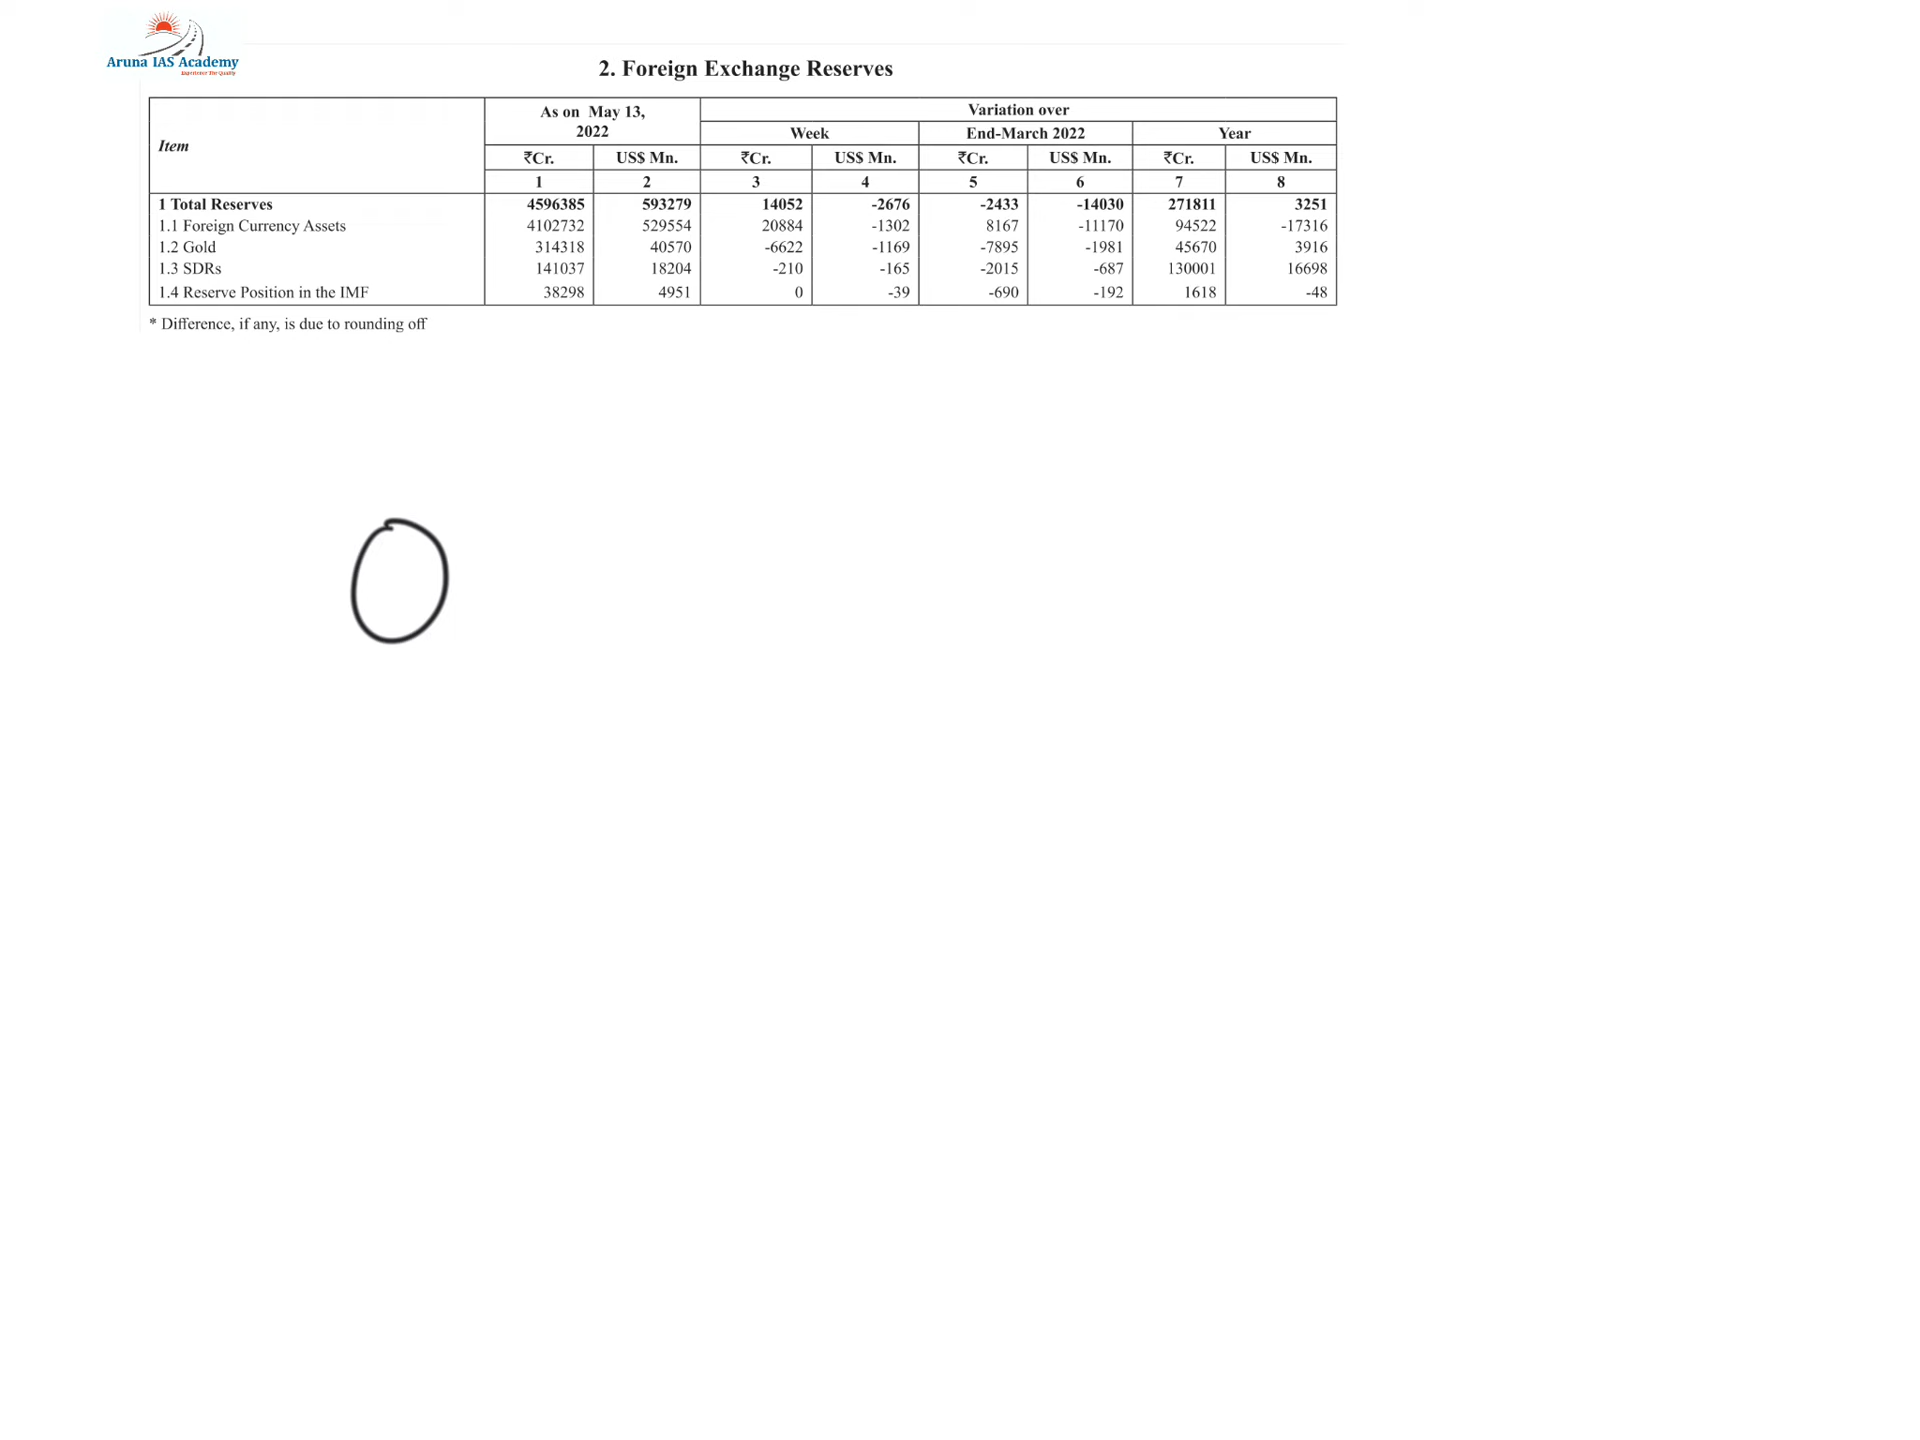 Aruna IAS Academy
Experience The Quality
2. Foreign Exchange Reserves
Item As on May 13, 2022 Variation over
Week End-March 2022 Year
₹Cr. US$ Mn. ₹Cr. US$ Mn. ₹Cr. US$ Mn. ₹Cr. US$ Mn.
1 2 3 4 5 6 7 8
1 Total Reserves 4596385 593279 14052 -2676 -2433 -14030 271811 3251
1.1 Foreign Currency Assets 4102732 529554 20884 -1302 8167 -11170 94522 -17316
1.2 Gold 314318 40570 -6622 -1169 -7895 -1981 45670 3916
1.3 SDRs 141037 18204 -210 -165 -2015 -687 130001 16698
1.4 Reserve Position in the IMF 38298 4951 0 -39 -690 -192 1618 -48
* Difference, if any, is due to rounding off